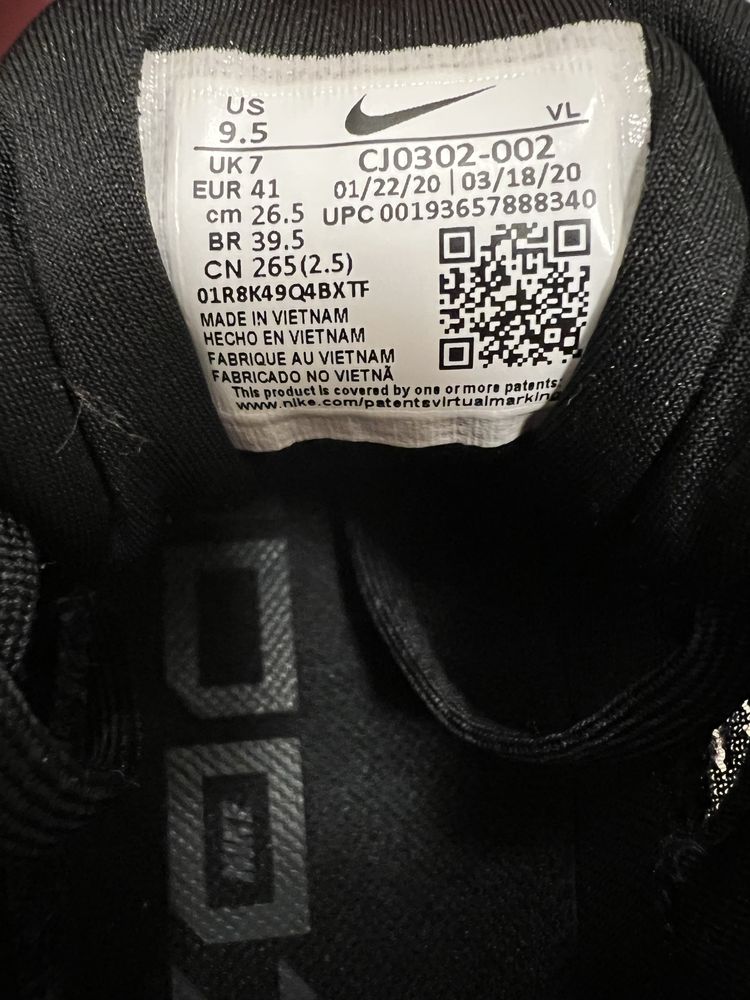 US
9.5
VL
UK 7
EUR 41
cm 26.5
BR 39.5
CN 265(2.5)
CJ0302-002
01/22/20 | 03/18/20
UPC 00193657888340
01R8K49Q4BXTF
MADE IN VIETNAM
HECHO EN VIETNAM
FABRIQUE AU VIETNAM
FABRICADO NO VIETNÃ
This product is covered by one or more patents:
www.nike.com/patentsvirtualmarking
NIKE